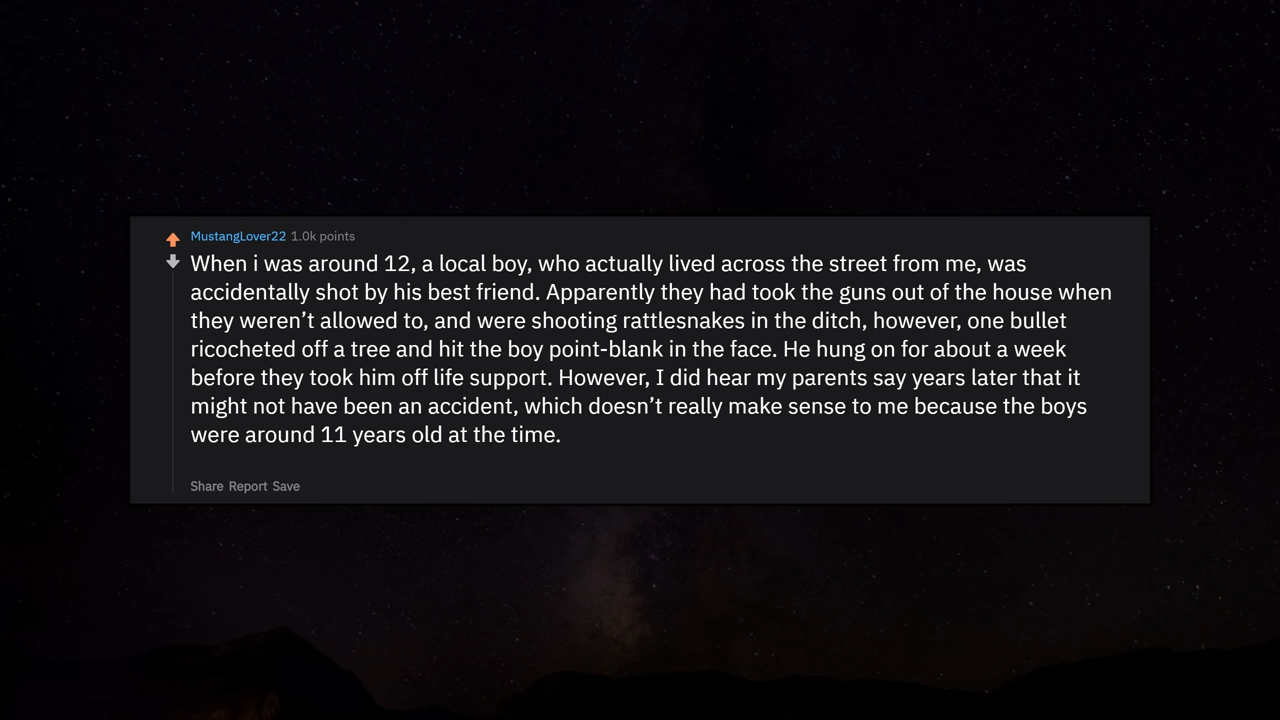 MustangLover22 1.0k points
When i was around 12, a local boy, who actually lived across the street from me, was
accidentally shot by his best friend. Apparently they had took the guns out of the house when
they weren’t allowed to, and were shooting rattlesnakes in the ditch, however, one bullet
ricocheted off a tree and hit the boy point-blank in the face. He hung on for about a week
before they took him off life support. However, I did hear my parents say years later that it
might not have been an accident, which doesn’t really make sense to me because the boys
were around 11 years old at the time.
Share Report Save